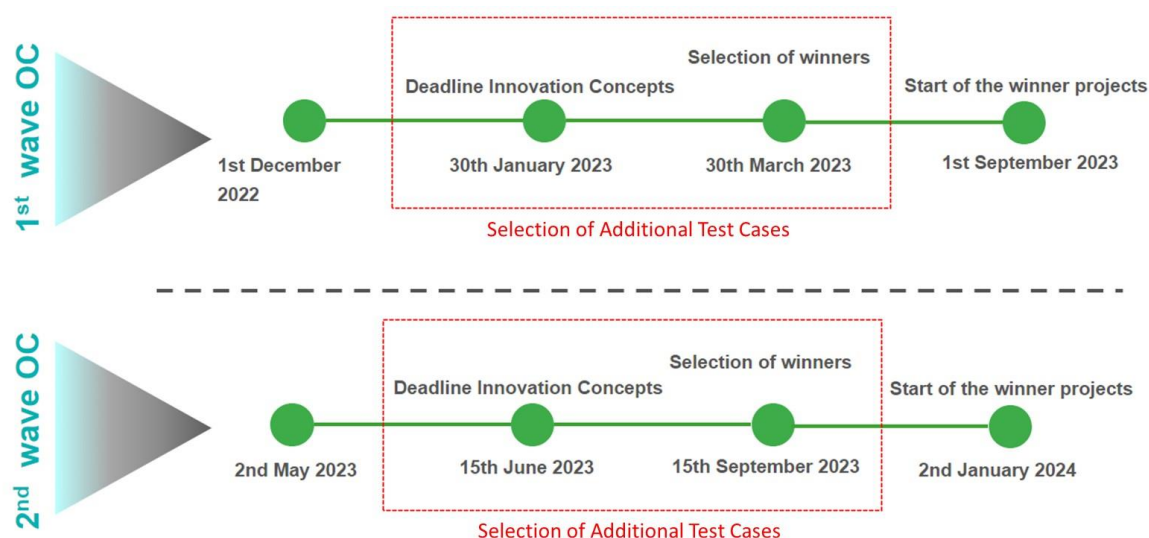 1st wave OC
Selection of winners
Deadline Innovation Concepts
Start of the winner projects
1st December
2022
30th January 2023
30th March 2023
1st September 2023
Selection of Additional Test Cases
2nd wave OC
Selection of winners
Deadline Innovation Concepts
Start of the winner projects
2nd May 2023
15th June 2023
15th September 2023
2nd January 2024
Selection of Additional Test Cases